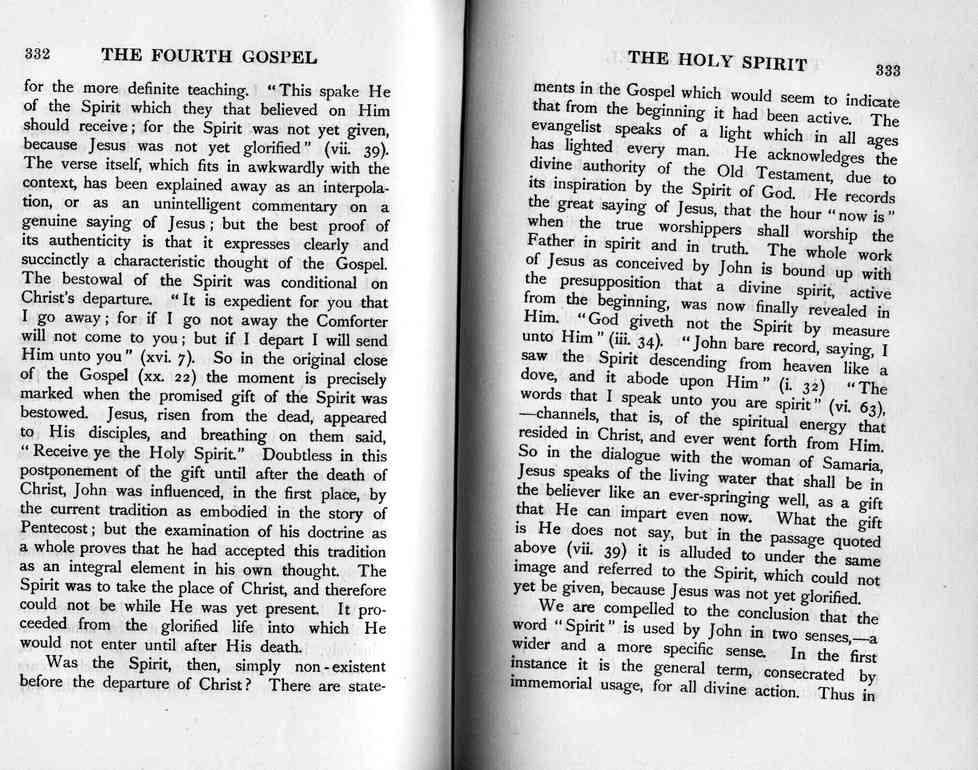 332 THE FOURTH GOSPEL
for the more definite teaching. "This spake He
of the Spirit which they that believed on Him
should receive; for the Spirit was not yet given,
because Jesus was not yet glorified" (vii. 39).
The verse itself, which fits in awkwardly with the
context, has been explained away as an interpola-
tion, or as an unintelligent commentary on a
genuine saying of Jesus; but the best proof of
its authenticity is that it expresses clearly and
succinctly a characteristic thought of the Gospel.
The bestowal of the Spirit was conditional on
Christ's departure. "It is expedient for you that
I go away; for if I go not away the Comforter
will not come to you; but if I depart I will send
Him unto you" (xvi. 7). So in the original close
of the Gospel (xx. 22) the moment is precisely
marked when the promised gift of the Spirit was
bestowed. Jesus, risen from the dead, appeared
to His disciples, and breathing on them said,
"Receive ye the Holy Spirit." Doubtless in this
postponement of the gift until after the death of
Christ, John was influenced, in the first place, by
the current tradition as embodied in the story of
Pentecost; but the examination of his doctrine as
a whole proves that he had accepted this tradition
as an integral element in his own thought. The
Spirit was to take the place of Christ, and therefore
could not be while He was yet present. It pro-
ceeded from the glorified life into which He
would not enter until after His death.
Was the Spirit, then, simply non-existent
before the departure of Christ? There are state-
THE HOLY SPIRIT 333
ments in the Gospel which would seem to indicate
that from the beginning it had been active. The
evangelist speaks of a light which in all ages
has lighted every man. He acknowledges the
divine authority of the Old Testament, due to
its inspiration by the Spirit of God. He records
the great saying of Jesus, that the hour "now is"
when the true worshippers shall worship the
Father in spirit and in truth. The whole work
of Jesus as conceived by John is bound up with
the presupposition that a divine spirit, active
from the beginning, was now finally revealed in
Him. "God giveth not the Spirit by measure
unto Him" (iii. 34). "John bare record, saying, I
saw the Spirit descending from heaven like a
dove, and it abode upon Him" (i. 32) "The
words that I speak unto you are spirit" (vi. 63),
—channels, that is, of the spiritual energy that
resided in Christ, and ever went forth from Him.
So in the dialogue with the woman of Samaria,
Jesus speaks of the living water that shall be in
the believer like an ever-springing well, as a gift
that He can impart even now. What the gift
is He does not say, but in the passage quoted
above (vii. 39) it is alluded to under the same
image and referred to the Spirit, which could not
yet be given, because Jesus was not yet glorified.
We are compelled to the conclusion that the
word "Spirit" is used by John in two senses,—a
wider and a more specific sense. In the first
instance it is the general term, consecrated by
immemorial usage, for all divine action. Thus in